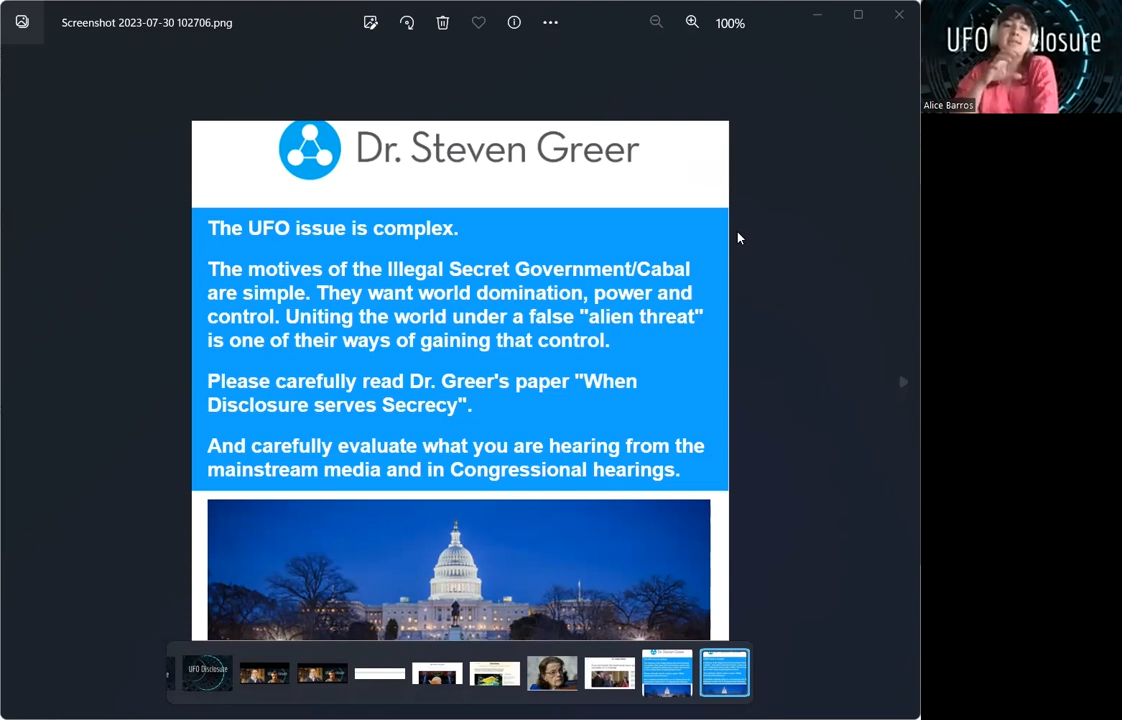 Screenshot 2023-07-30 102706.png
100%
UFO Disclosure
Alice Barros
Dr. Steven Greer
The UFO issue is complex.
The motives of the Illegal Secret Government/Cabal
are simple. They want world domination, power and
control. Uniting the world under a false "alien threat"
is one of their ways of gaining that control.
Please carefully read Dr. Greer's paper "When
Disclosure serves Secrecy".
And carefully evaluate what you are hearing from the
mainstream media and in Congressional hearings.
UFO Disclosure